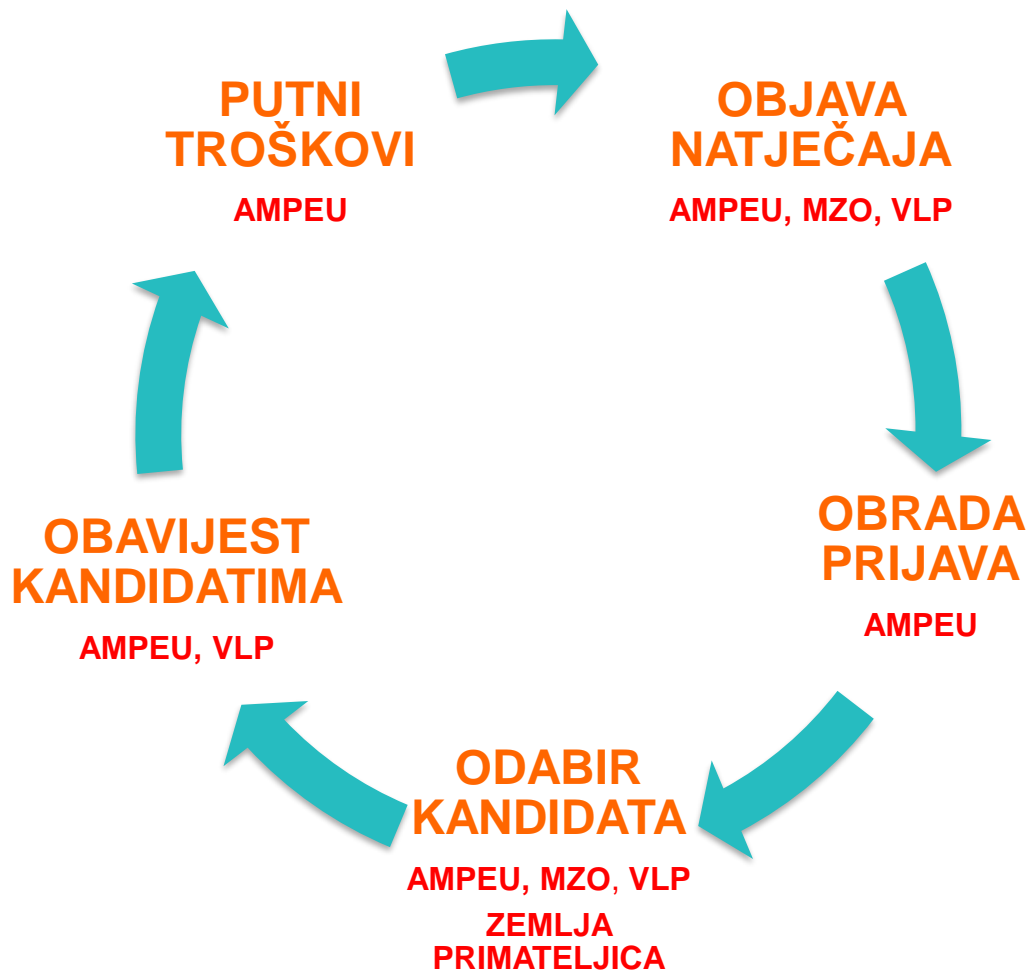 PUTNI
TROŠKOVI
AMPEU
OBJAVA
NATJEČAJA
AMPEU, MZO, VLP
OBRADA
PRIJAVA
AMPEU
ODABIR
KANDIDATA
AMPEU, MZO, VLP
ZEMLJA
PRIMATELJICA
OBAVIJEST
KANDIDATIMA
AMPEU, VLP